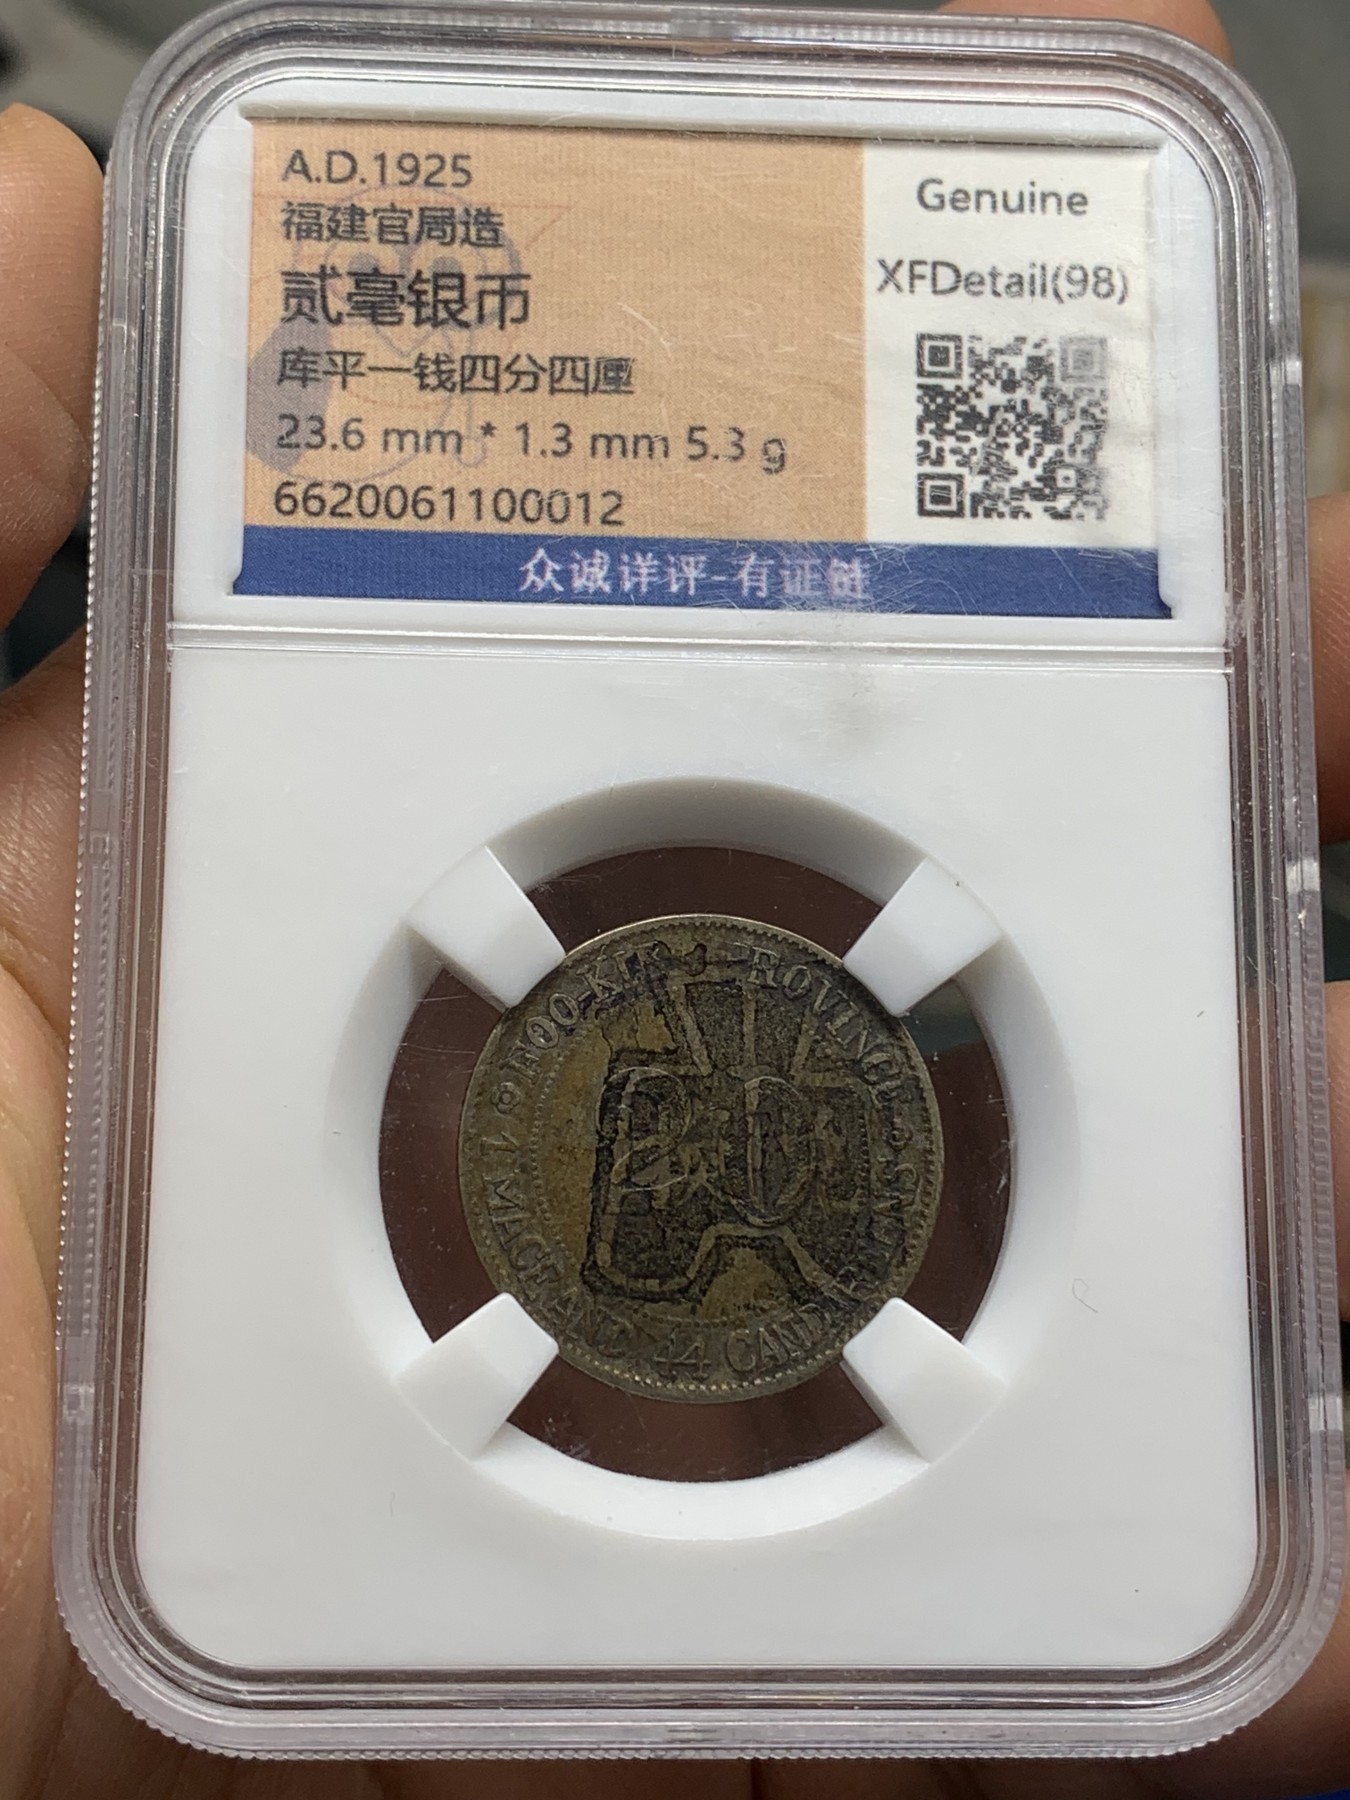 A.D.1925
福建官局造
贰毫银币
库平一钱四分四厘
23.6 mm * 1.3 mm 5.3 g
6620061100012
Genuine
XFDetail(98)
众诚评评-有证链
FOO-KIEN PROVINCE
20
1 MACE AND 44 CANDAREENS